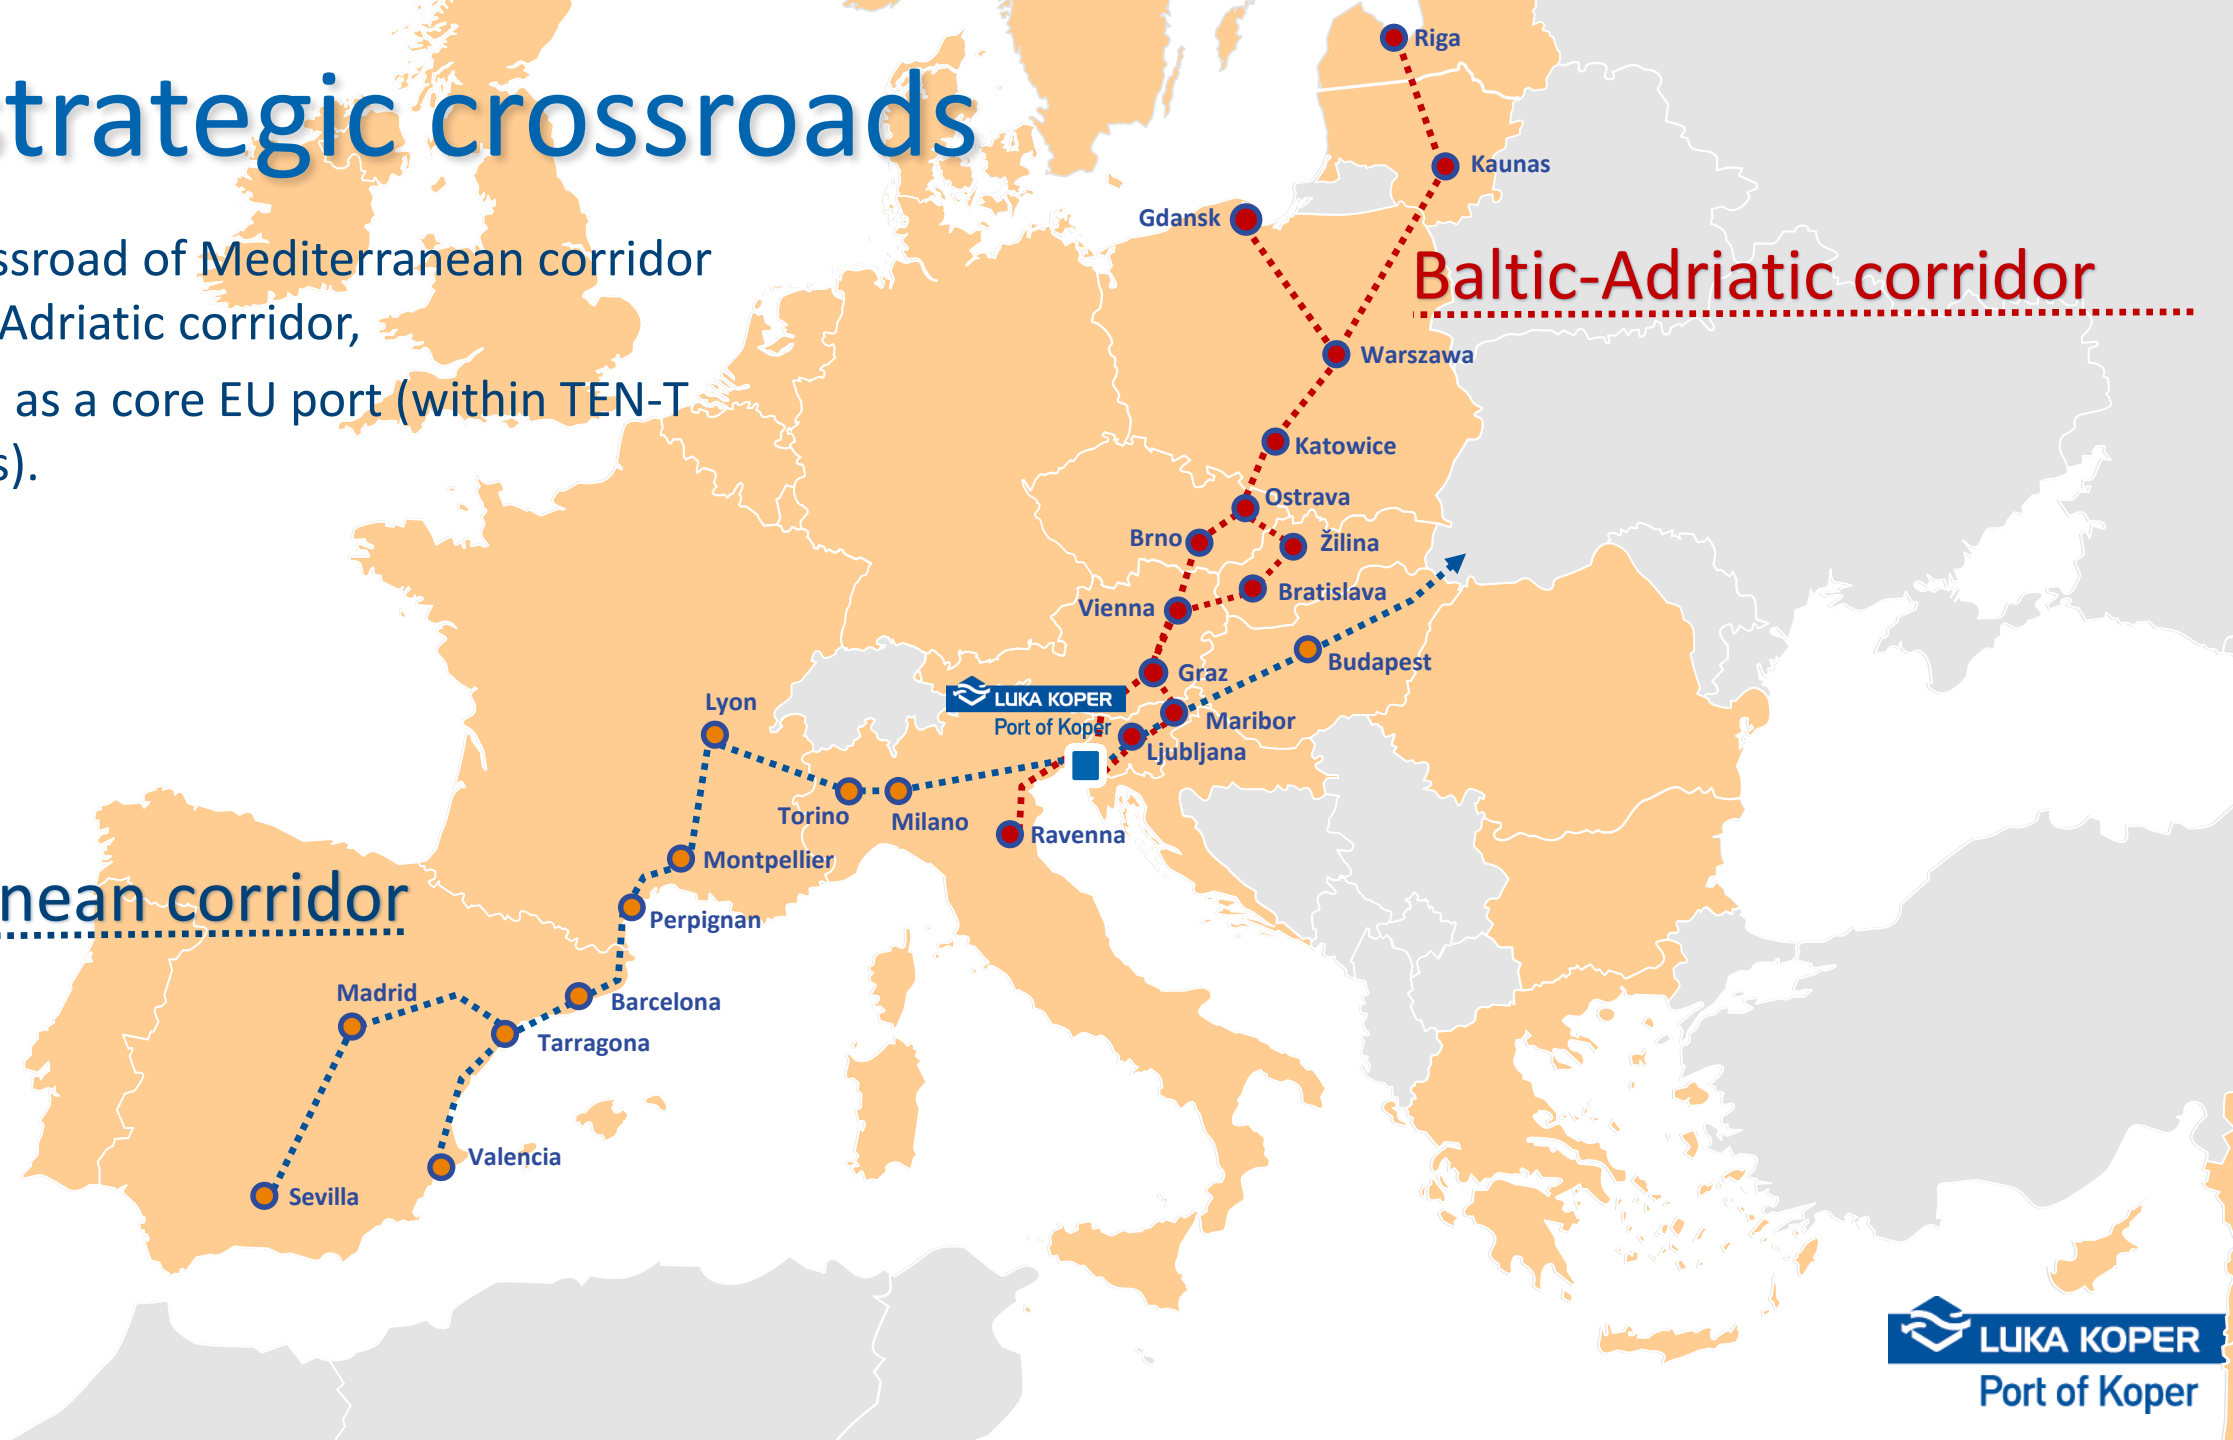 trategic crossroads
ssroad of Mediterranean corridor
Adriatic corridor,
as a core EU port (within TEN-T
s).
Riga
Kaunas
Gdansk
Baltic-Adriatic corridor
Warszawa
Katowice
Ostrava
Brno
Žilina
Bratislava
Vienna
Budapest
Graz
LUKA KOPER
Port of Koper
Lyon
Maribor
Ljubljana
Torino
Milano
Ravenna
Montpellier
nean corridor
Perpignan
Madrid
Barcelona
Tarragona
Valencia
Sevilla
LUKA KOPER
Port of Koper